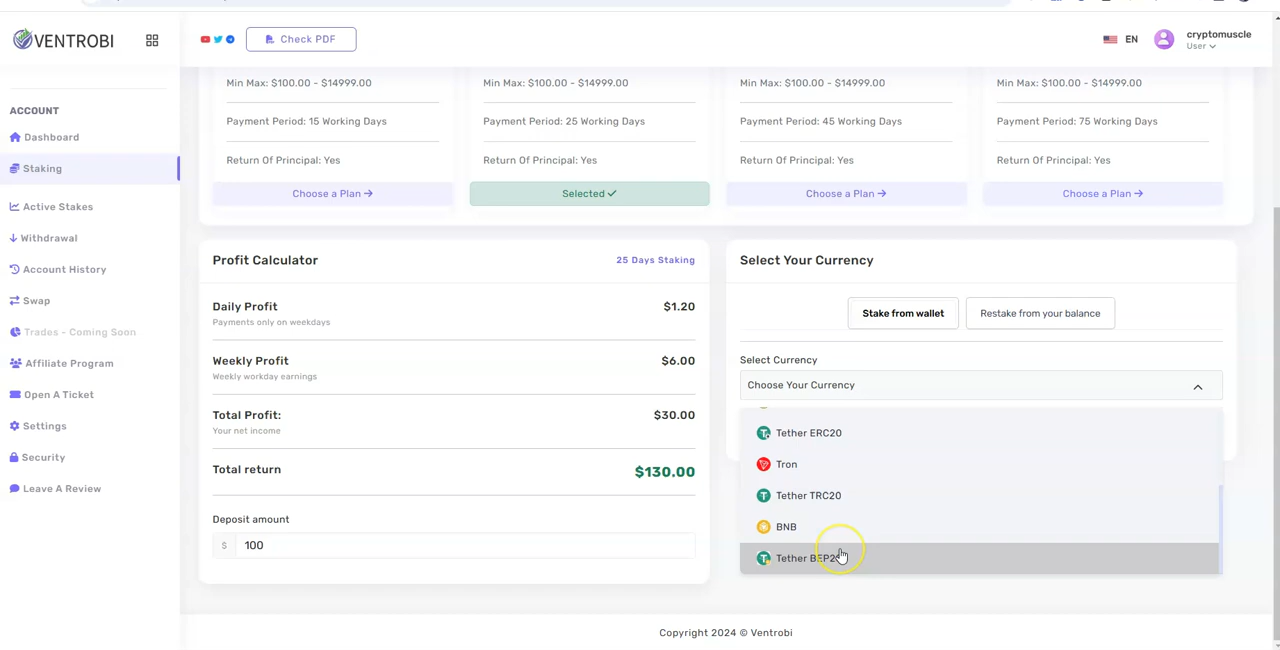 VENTROBI
Check PDF
EN
cryptomuscle
User
ACCOUNT
Dashboard
Staking
Active Stakes
Withdrawal
Account History
Swap
Trades - Coming Soon
Affiliate Program
Open A Ticket
Settings
Security
Leave A Review
Min Max: $100.00 - $14999.00
Payment Period: 15 Working Days
Return Of Principal: Yes
Choose a Plan
Min Max: $100.00 - $14999.00
Payment Period: 25 Working Days
Return Of Principal: Yes
Selected
Min Max: $100.00 - $14999.00
Payment Period: 45 Working Days
Return Of Principal: Yes
Choose a Plan
Min Max: $100.00 - $14999.00
Payment Period: 75 Working Days
Return Of Principal: Yes
Choose a Plan
Profit Calculator
25 Days Staking
Daily Profit $1.20
Payments only on weekdays
Weekly Profit $6.00
Weekly workday earnings
Total Profit: $30.00
Your net income
Total return $130.00
Deposit amount
$ 100
Select Your Currency
Stake from wallet
Restake from your balance
Select Currency
Choose Your Currency
Tether ERC20
Tron
Tether TRC20
BNB
Tether BEP20
Copyright 2024 © Ventrobi